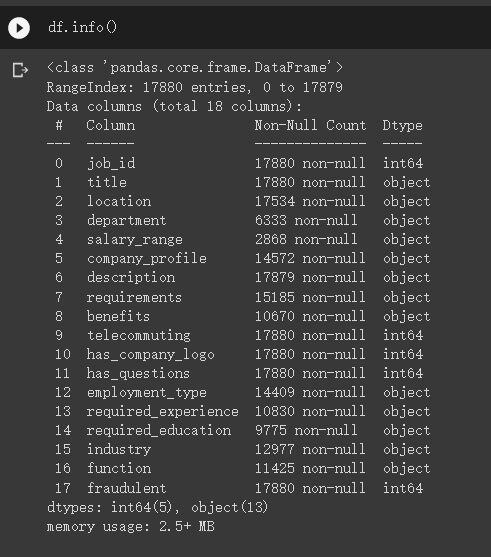 df.info()
<class 'pandas.core.frame.DataFrame'>
RangeIndex: 17880 entries, 0 to 17879
Data columns (total 18 columns):
 #   Column               Non-Null Count  Dtype
---  ------               --------------  -----
 0   job_id               17880 non-null  int64
 1   title                17880 non-null  object
 2   location             17534 non-null  object
 3   department           6333 non-null   object
 4   salary_range         2868 non-null   object
 5   company_profile      14572 non-null  object
 6   description          17879 non-null  object
 7   requirements         15185 non-null  object
 8   benefits             10670 non-null  object
 9   telecommuting        17880 non-null  int64
 10  has_company_logo     17880 non-null  int64
 11  has_questions        17880 non-null  int64
 12  employment_type      14409 non-null  object
 13  required_experience  10830 non-null  object
 14  required_education   9775 non-null   object
 15  industry             12977 non-null  object
 16  function             11425 non-null  object
 17  fraudulent           17880 non-null  int64
dtypes: int64(5), object(13)
memory usage: 2.5+ MB